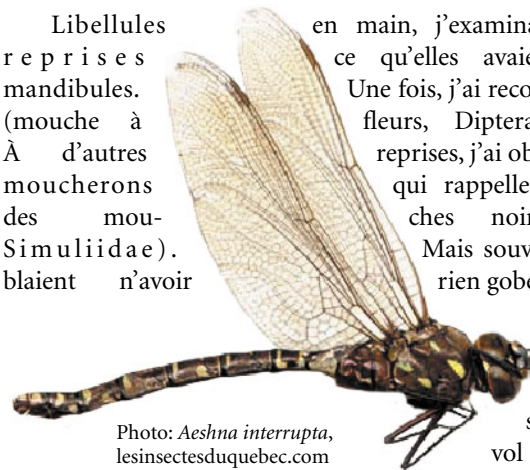 Libellules en main, j'examina
reprises ce qu'elles avaie
mandibules. Une fois, j'ai reco
(mouche à fleurs, Diptera
À d'autres reprises, j'ai ob
moucherons qui rappelle
des mou- ches noir
Simuliidae). Mais souv
blaient n'avoir rien gobé
s
vol
Photo: Aeshna interrupta,
lesinsectesduquebec.com